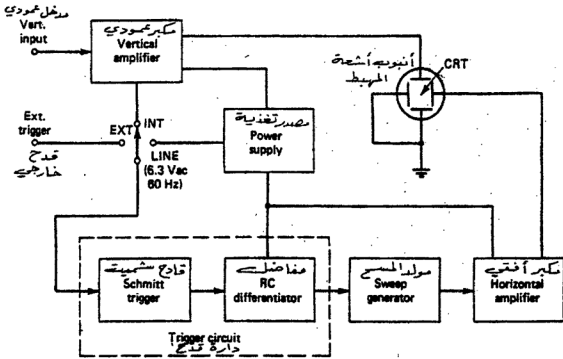 مدخل عمودي
Vert.
input
مكبر عمودي
Vertical
amplifier
أنبوب أشعة
المهبط
CRT
Ext.
trigger
قدح
خارجي
EXT
INT
LINE
(6.3 Vac
60 Hz)
مصدر تغذية
Power
supply
قادح شميت
Schmitt
trigger
مفاضل
RC
differentiator
مولد المسح
Sweep
generator
مكبر أفقي
Horizontal
amplifier
Trigger circuit
دارة قدح